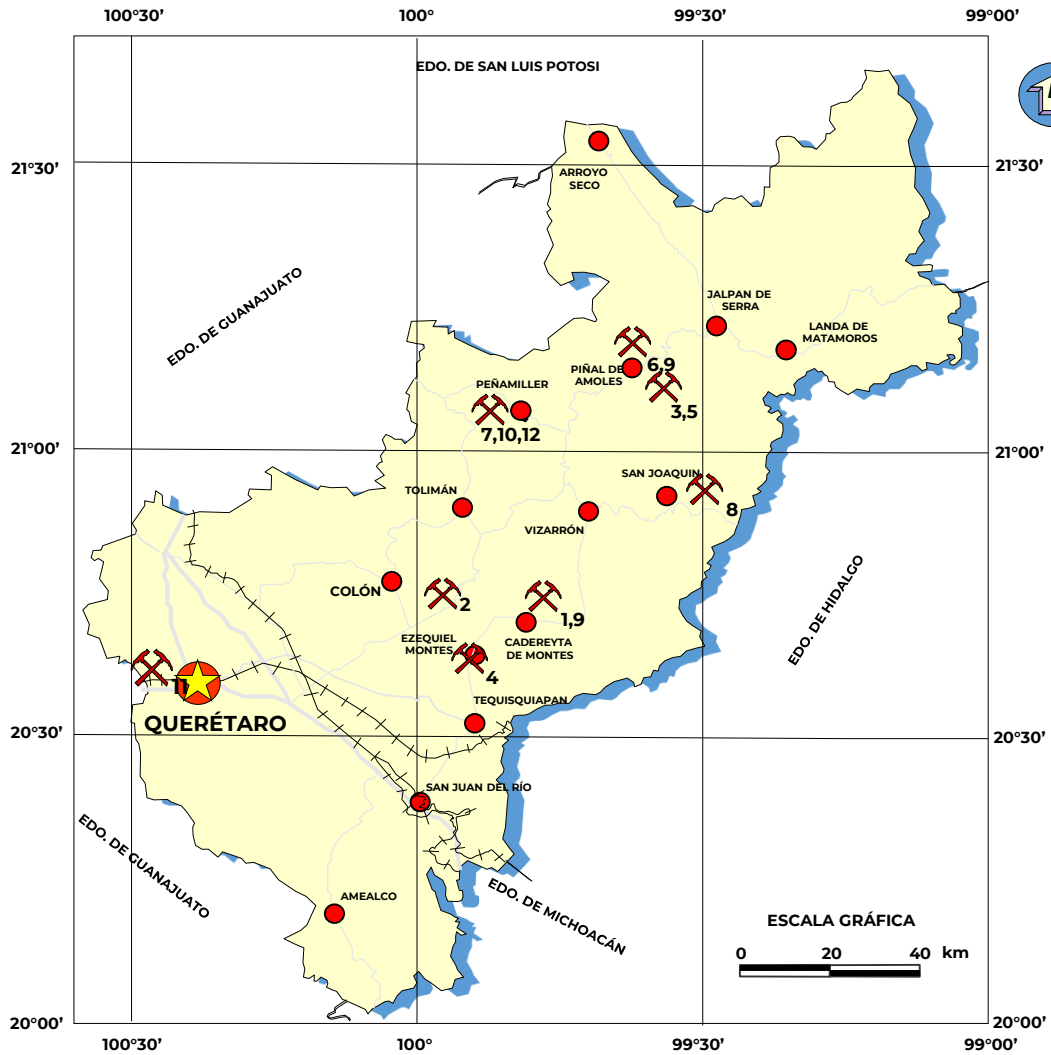 100°30’ 100° 99°30’ 99°00’
EDO. DE SAN LUIS POTOSI
21°30’ 21°30’
ARROYO
SECO
EDO. DE GUANAJUATO
JALPAN DE
SERRA
LANDA DE
MATAMOROS
6,9
PIÑAL DE
AMOLES
PEÑAMILLER
3,5
7,10,12
21°00’ 21°00’
SAN JOAQUIN
TOLIMÁN
8
VIZARRÓN
COLÓN
2
1,9
EDO. DE HIDALGO
EZEQUIEL
MONTES
CADEREYTA
DE MONTES
4
TEQUISQUIAPAN
QUERÉTARO
20°30’ 20°30’
SAN JUAN DEL RÍO
EDO. DE GUANAJUATO
AMEALCO
EDO. DE MICHOACÁN
ESCALA GRÁFICA
0 20 40 km
20°00’ 20°00’
100°30’ 100° 99°30’ 99°00’